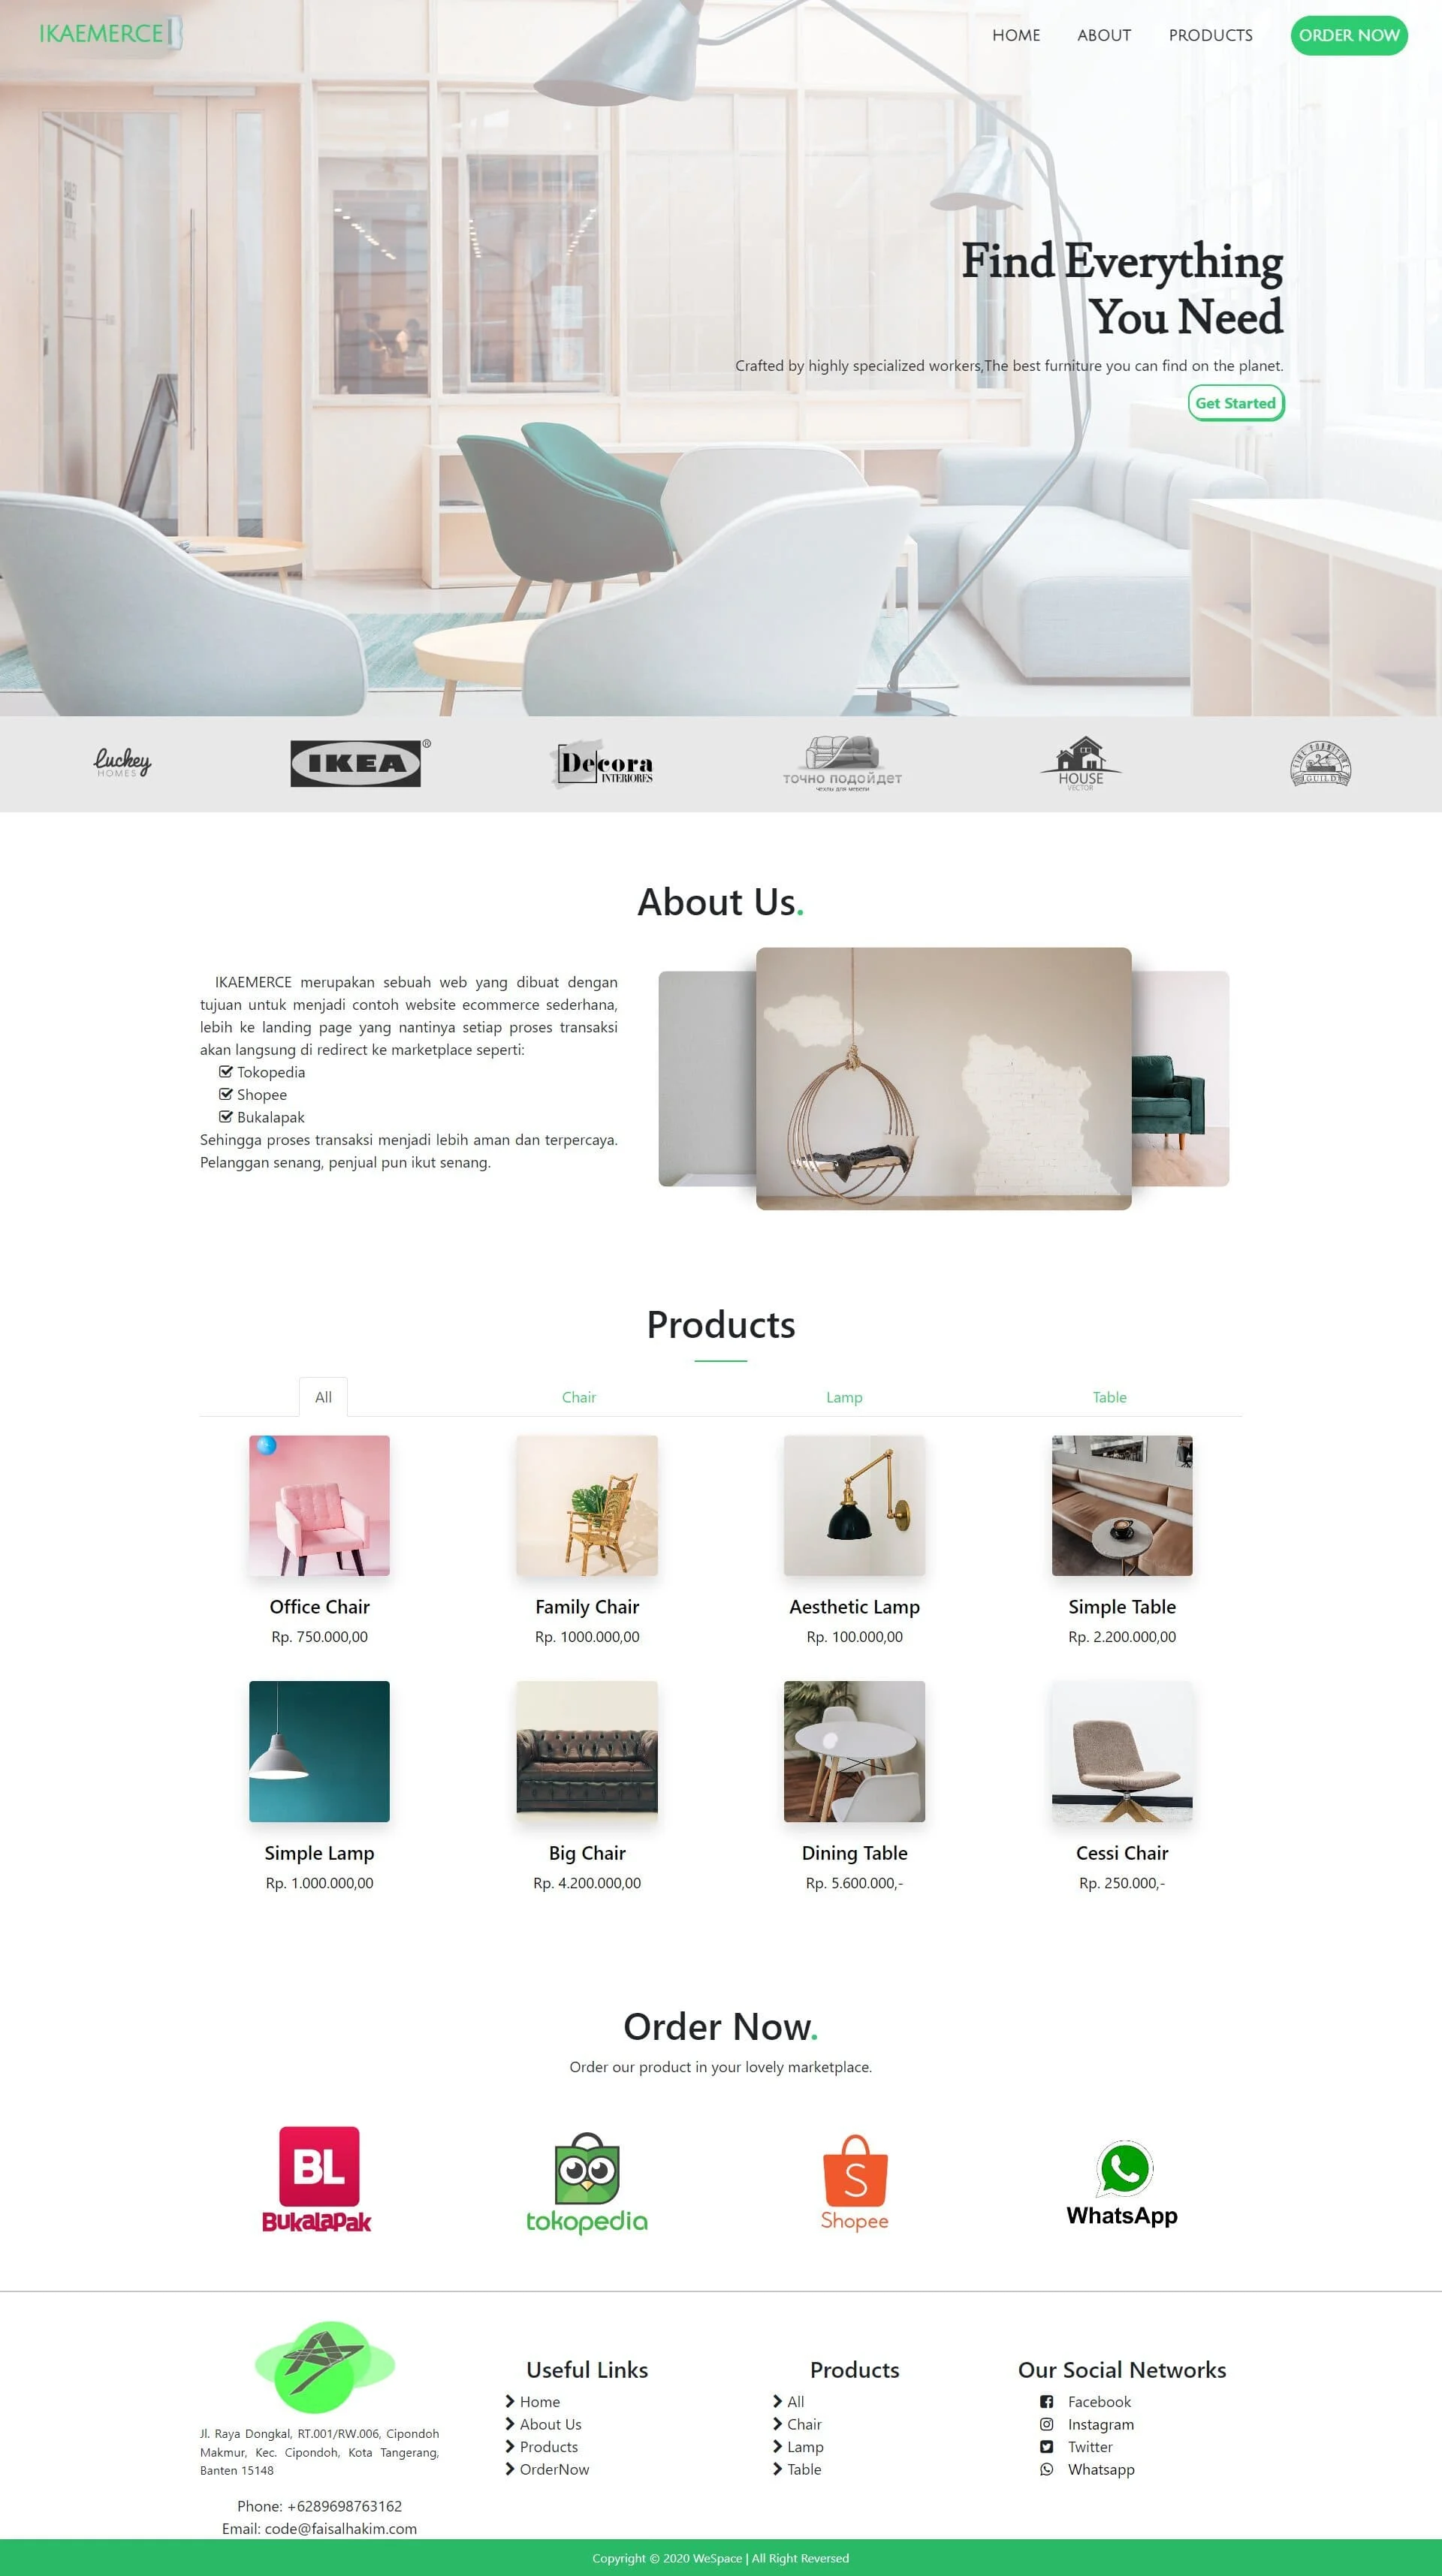 IKAEMERCE
HOME ABOUT PRODUCTS ORDER NOW
Find Everything
You Need
Crafted by highly specialized workers,The best furniture you can find on the planet.
Get Started
Luckey
HOMES
IKEA ®
Decora
INTERIORES
ТОЧНО ПОДОЙДЕТ
ЧЕХЛЫ ДЛЯ МЕБЕЛИ
HOUSE
VECTOR
FINE FURNITURE
GUILD
About Us.
IKAEMERCE merupakan sebuah web yang dibuat dengan
tujuan untuk menjadi contoh website ecommerce sederhana,
lebih ke landing page yang nantinya setiap proses transaksi
akan langsung di redirect ke marketplace seperti:
Tokopedia
Shopee
Bukalapak
Sehingga proses transaksi menjadi lebih aman dan terpercaya.
Pelanggan senang, penjual pun ikut senang.
Products
All Chair Lamp Table
Office Chair Family Chair Aesthetic Lamp Simple Table
Rp. 750.000,00 Rp. 1000.000,00 Rp. 100.000,00 Rp. 2.200.000,00
Simple Lamp Big Chair Dining Table Cessi Chair
Rp. 1.000.000,00 Rp. 4.200.000,00 Rp. 5.600.000,- Rp. 250.000,-
Order Now.
Order our product in your lovely marketplace.
BL
BukaLaPak
tokopedia
S
Shopee
WhatsApp
Jl. Raya Dongkal, RT.001/RW.006, Cipondoh
Makmur, Kec. Cipondoh, Kota Tangerang,
Banten 15148
Phone: +6289698763162
Email: code@faisalhakim.com
Useful Links
Home
About Us
Products
OrderNow
Products
All
Chair
Lamp
Table
Our Social Networks
Facebook
Instagram
Twitter
Whatsapp
Copyright © 2020 WeSpace | All Right Reversed